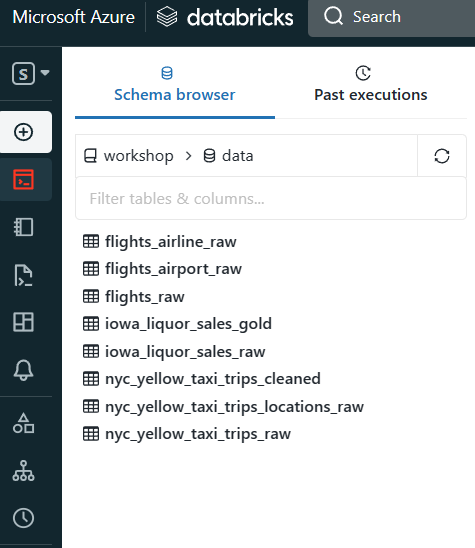 Microsoft Azure databricks Search
S
Schema browser Past executions
workshop > data
Filter tables & columns...
flights_airline_raw
flights_airport_raw
flights_raw
iowa_liquor_sales_gold
iowa_liquor_sales_raw
nyc_yellow_taxi_trips_cleaned
nyc_yellow_taxi_trips_locations_raw
nyc_yellow_taxi_trips_raw